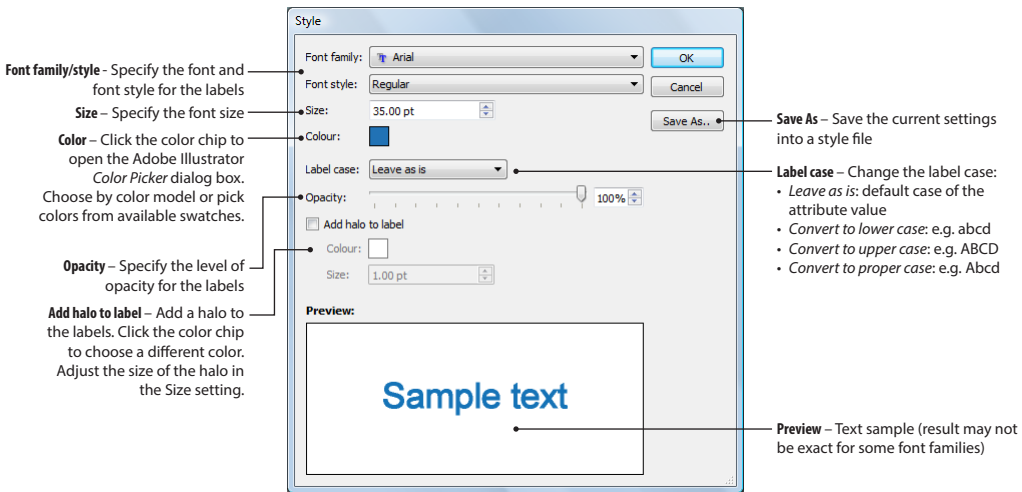 Style
Font family:
Arial
OK
Font style:
Regular
Cancel
Size:
35.00 pt
Save As..
Colour:
Label case:
Leave as is
Opacity:
100%
Add halo to label
Colour:
Size:
1.00 pt
Preview:
Sample text
Font family/style - Specify the font and
font style for the labels
Size – Specify the font size
Color – Click the color chip to
open the Adobe Illustrator
Color Picker dialog box.
Choose by color model or pick
colors from available swatches.
Opacity – Specify the level of
opacity for the labels
Add halo to label – Add a halo to
the labels. Click the color chip
to choose a different color.
Adjust the size of the halo in
the Size setting.
Save As – Save the current settings
into a style file
Label case – Change the label case:
• Leave as is: default case of the
attribute value
• Convert to lower case: e.g. abcd
• Convert to upper case: e.g. ABCD
• Convert to proper case: e.g. Abcd
Preview – Text sample (result may not
be exact for some font families)